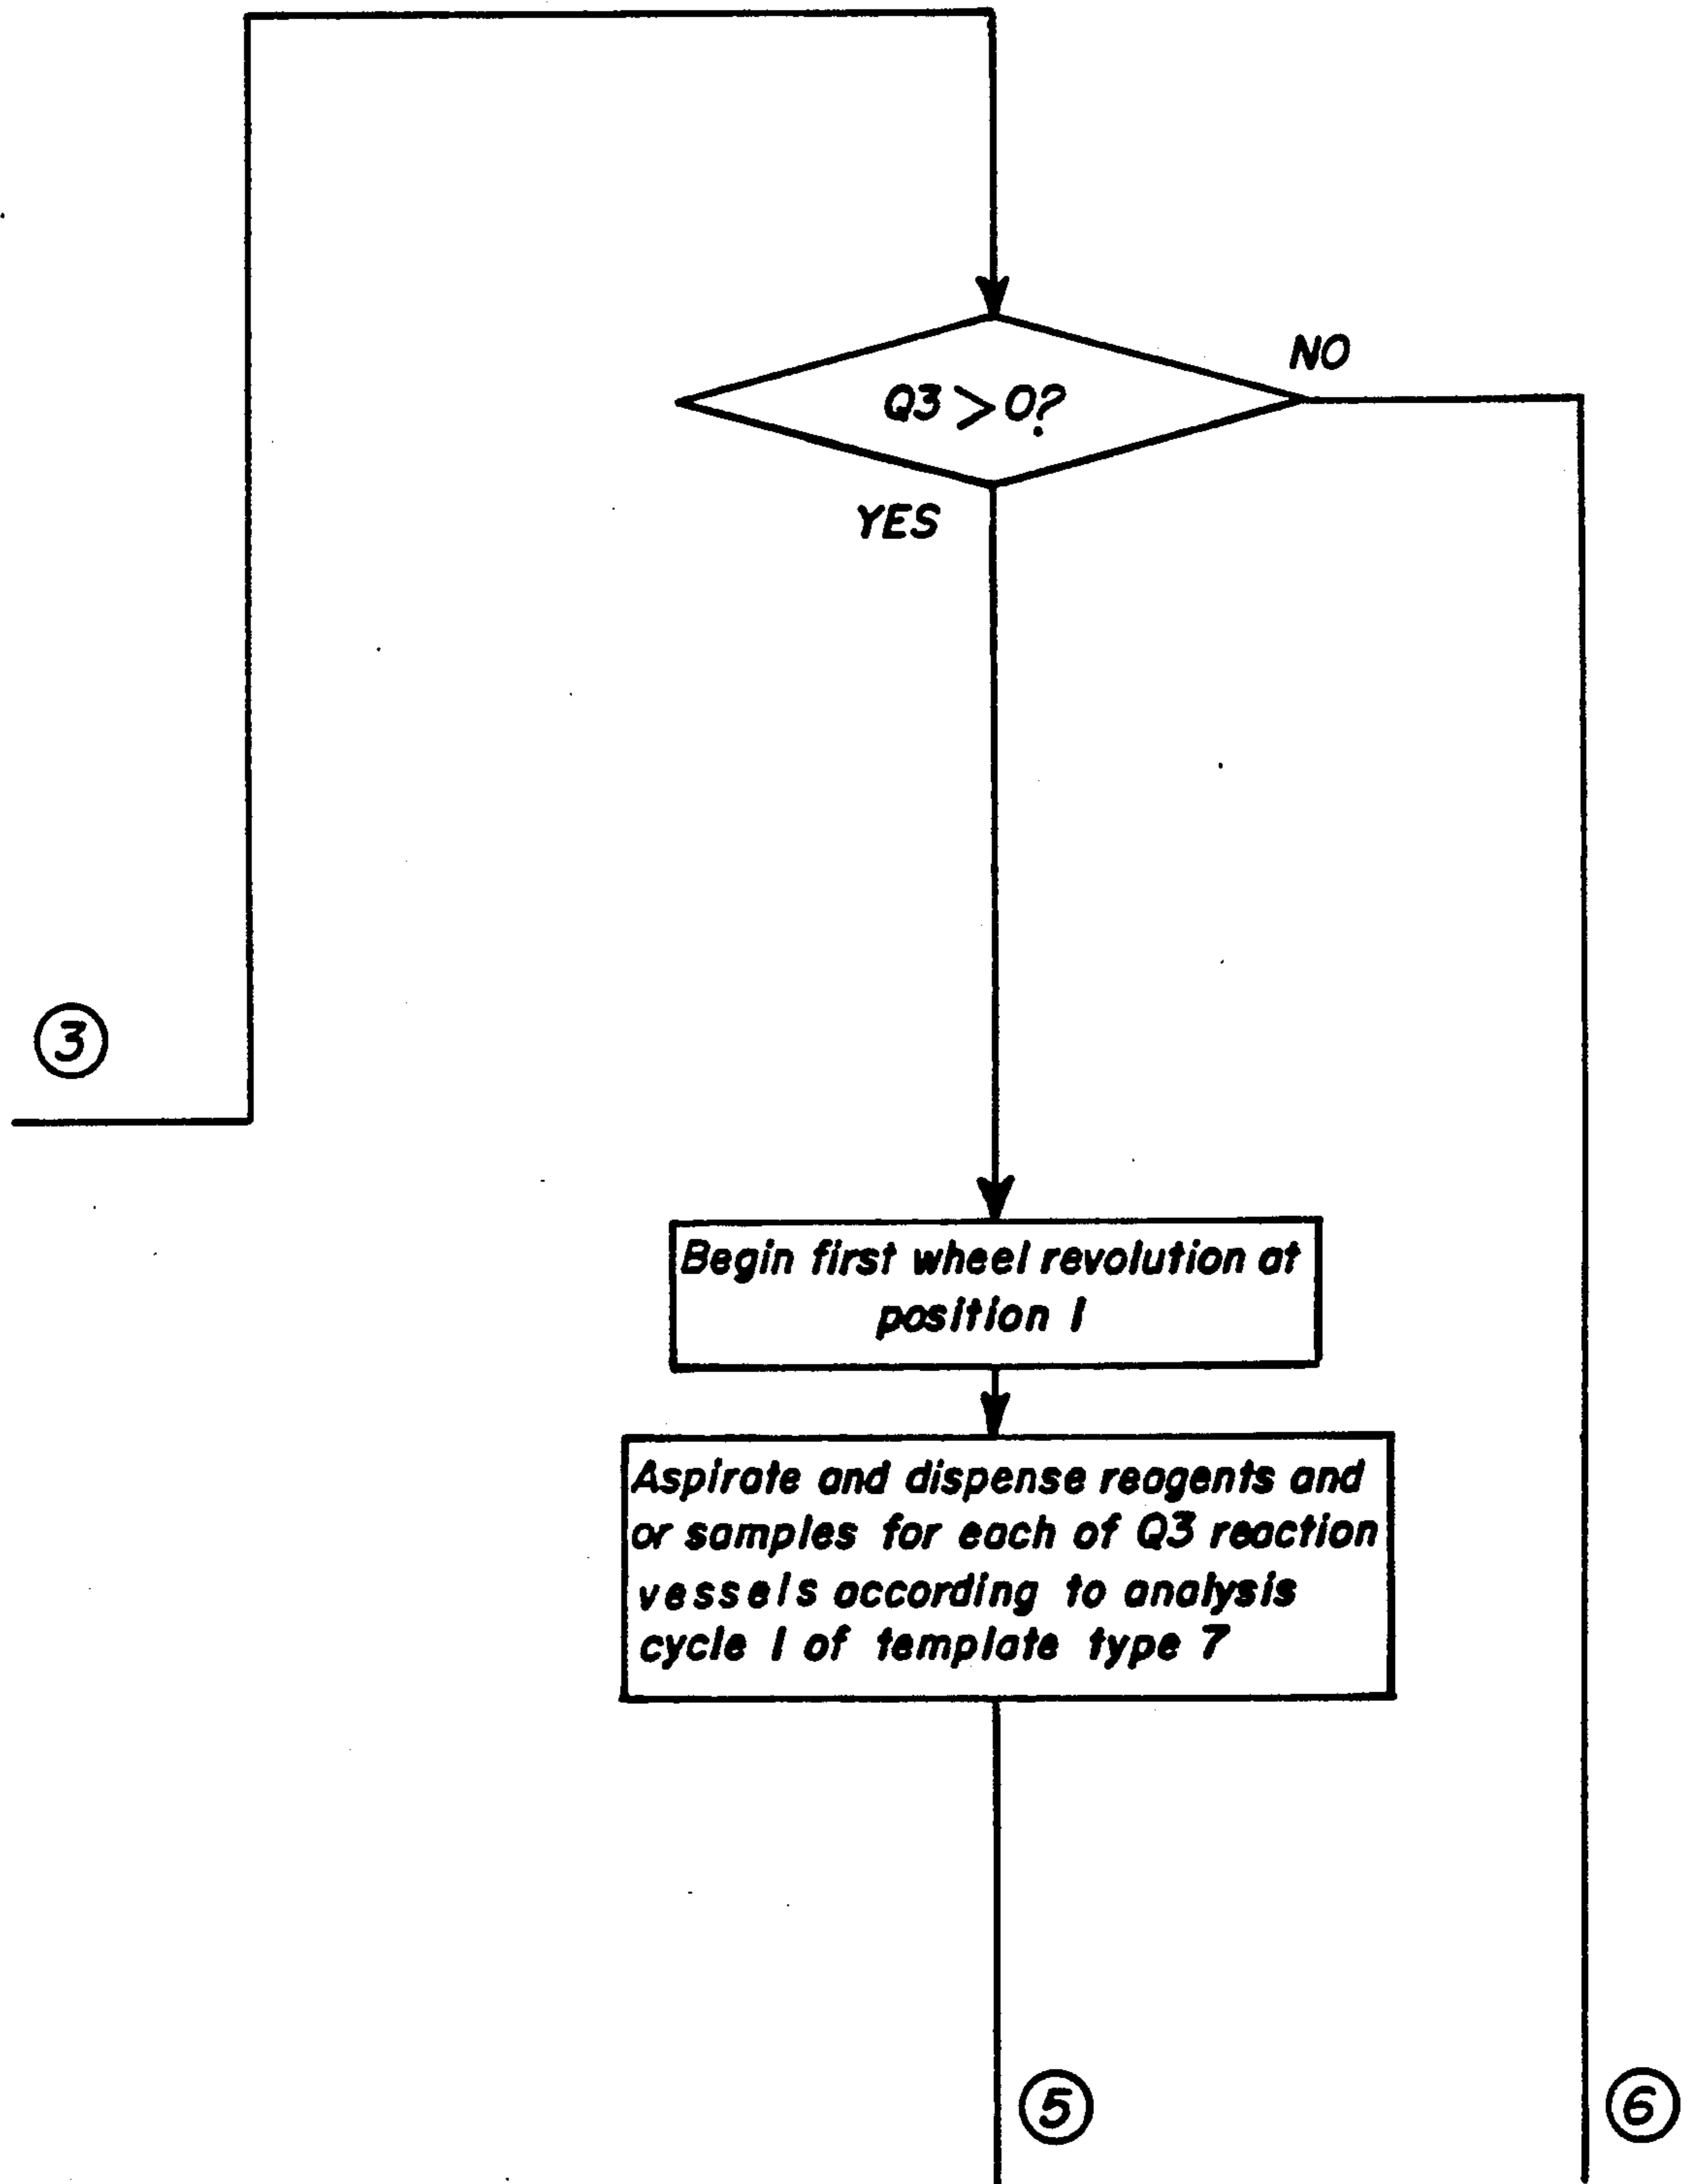 Q3 > 0?
NO
YES
3
Begin first wheel revolution at
position 1
Aspirate and dispense reagents and
or samples for each of Q3 reaction
vessels according to analysis
cycle 1 of template type 7
5
6